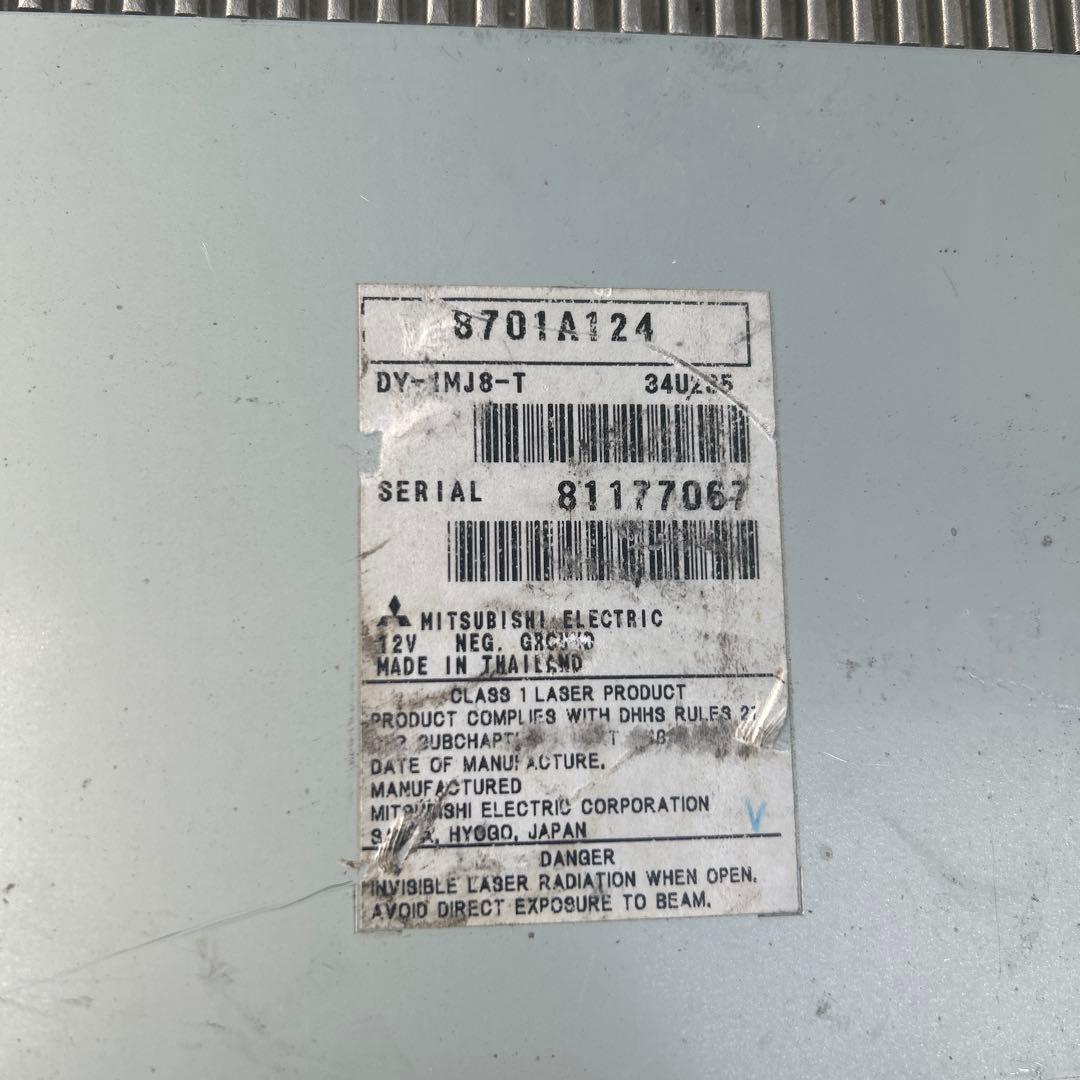 8701A124
DY-1MJ8-T
SERIAL 81177067
MITSUBISHI ELECTRIC
12V NEG. GROUND
MADE IN THAILAND
CLASS 1 LASER PRODUCT
PRODUCT COMPLIES WITH DHHS RULES
DATE OF MANUFACTURE.
MANUFACTURED
MITSUBISHI ELECTRIC CORPORATION
HYOGO, JAPAN
V
DANGER
INVISIBLE LASER RADIATION WHEN OPEN.
AVOID DIRECT EXPOSURE TO BEAM.